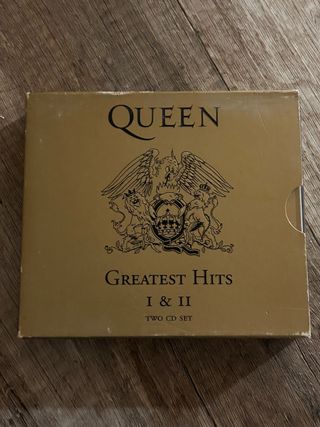 QUEEN
GREATEST HITS
I & II
TWO CD SET